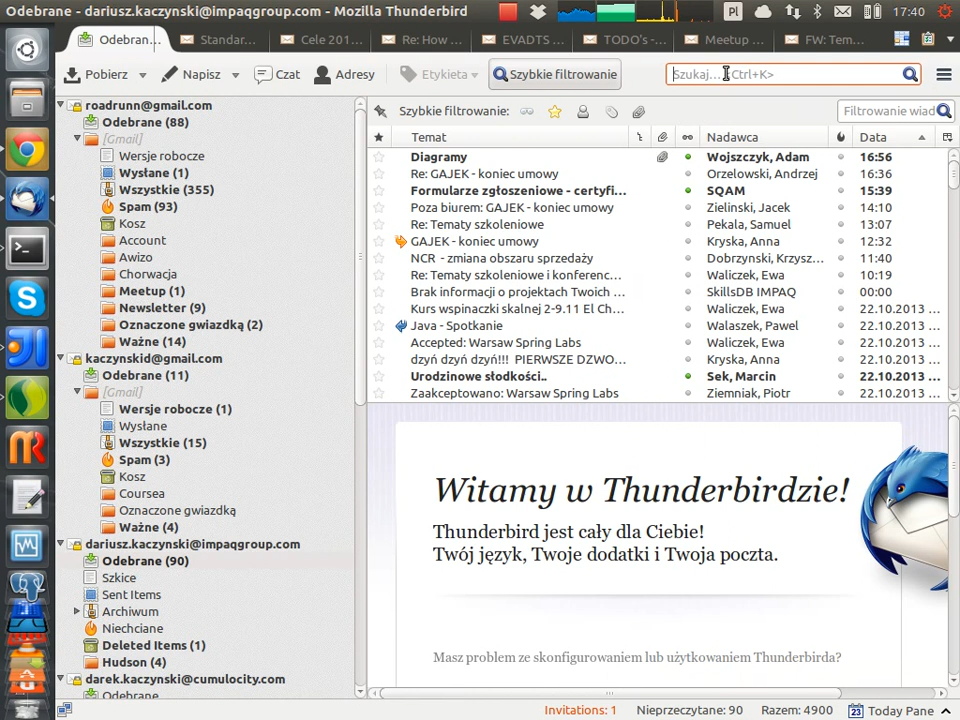 Odebrane - dariusz.kaczynski@impaqgroup.com - Mozilla Thunderbird
Pl
17:40
Odebran...
Standar...
Cele 201...
Re: How ...
EVADTS ...
TODO's -...
Meetup ...
FW: Tem...
Pobierz
Napisz
Czat
Adresy
Etykieta
Szybkie filtrowanie
Szukaj... <Ctrl+K>
roadrunn@gmail.com
Odebrane (88)
[Gmail]
Wersje robocze
Wysłane (1)
Wszystkie (355)
Spam (93)
Kosz
Account
Awizo
Chorwacja
Meetup (1)
Newsletter (9)
Oznaczone gwiazdką (2)
Ważne (14)
kaczynskid@gmail.com
Odebrane (11)
[Gmail]
Wersje robocze (1)
Wysłane
Wszystkie (15)
Spam (3)
Kosz
Coursea
Oznaczone gwiazdką
Ważne (4)
dariusz.kaczynski@impaqgroup.com
Odebrane (90)
Szkice
Sent Items
Archiwum
Niechciane
Deleted Items (1)
Hudson (4)
darek.kaczynski@cumulocity.com
Odebrane
Szybkie filtrowanie:
Filtrowanie wiad
Temat Nadawca Data
Diagramy Wojszczyk, Adam 16:56
Re: GAJEK - koniec umowy Orzelowski, Andrzej 16:36
Formularze zgłoszeniowe - certyfi... SQAM 15:39
Poza biurem: GAJEK - koniec umowy Zielinski, Jacek 14:10
Re: Tematy szkoleniowe Pekala, Samuel 13:07
GAJEK - koniec umowy Kryska, Anna 12:32
NCR - zmiana obszaru sprzedaży Dobrzynski, Krzysz... 11:40
Re: Tematy szkoleniowe i konferenc... Waliczek, Ewa 10:19
Brak informacji o projektach Twoich ... SkillsDB IMPAQ 00:00
Kurs wspinaczki skalnej 2-9.11 El Ch... Waliczek, Ewa 22.10.2013 ...
Java - Spotkanie Walaszek, Pawel 22.10.2013 ...
Accepted: Warsaw Spring Labs Waliczek, Ewa 22.10.2013 ...
dzyń dzyń dzyń!!! PIERWSZE DZWO... Kryska, Anna 22.10.2013 ...
Urodzinowe słodkości.. Sek, Marcin 22.10.2013 ...
Zaakceptowano: Warsaw Spring Labs Ziemniak, Piotr 22.10.2013 ...
Witamy w Thunderbirdzie!
Thunderbird jest cały dla Ciebie!
Twój język, Twoje dodatki i Twoja poczta.
Masz problem ze skonfigurowaniem lub użytkowaniem Thunderbirda?
Invitations: 1 Nieprzeczytane: 90 Razem: 4900 23 Today Pane